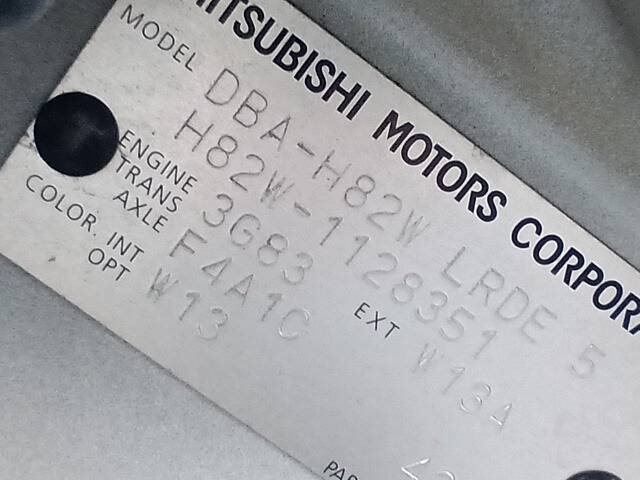 MITSUBISHI MOTORS CORPORA
MODEL DBA-H82W LRDE 5
H82W-1128351
ENGINE 3G83 EXT W13A
TRANS AXLE F4A1C
COLOR. INT W13
OPT